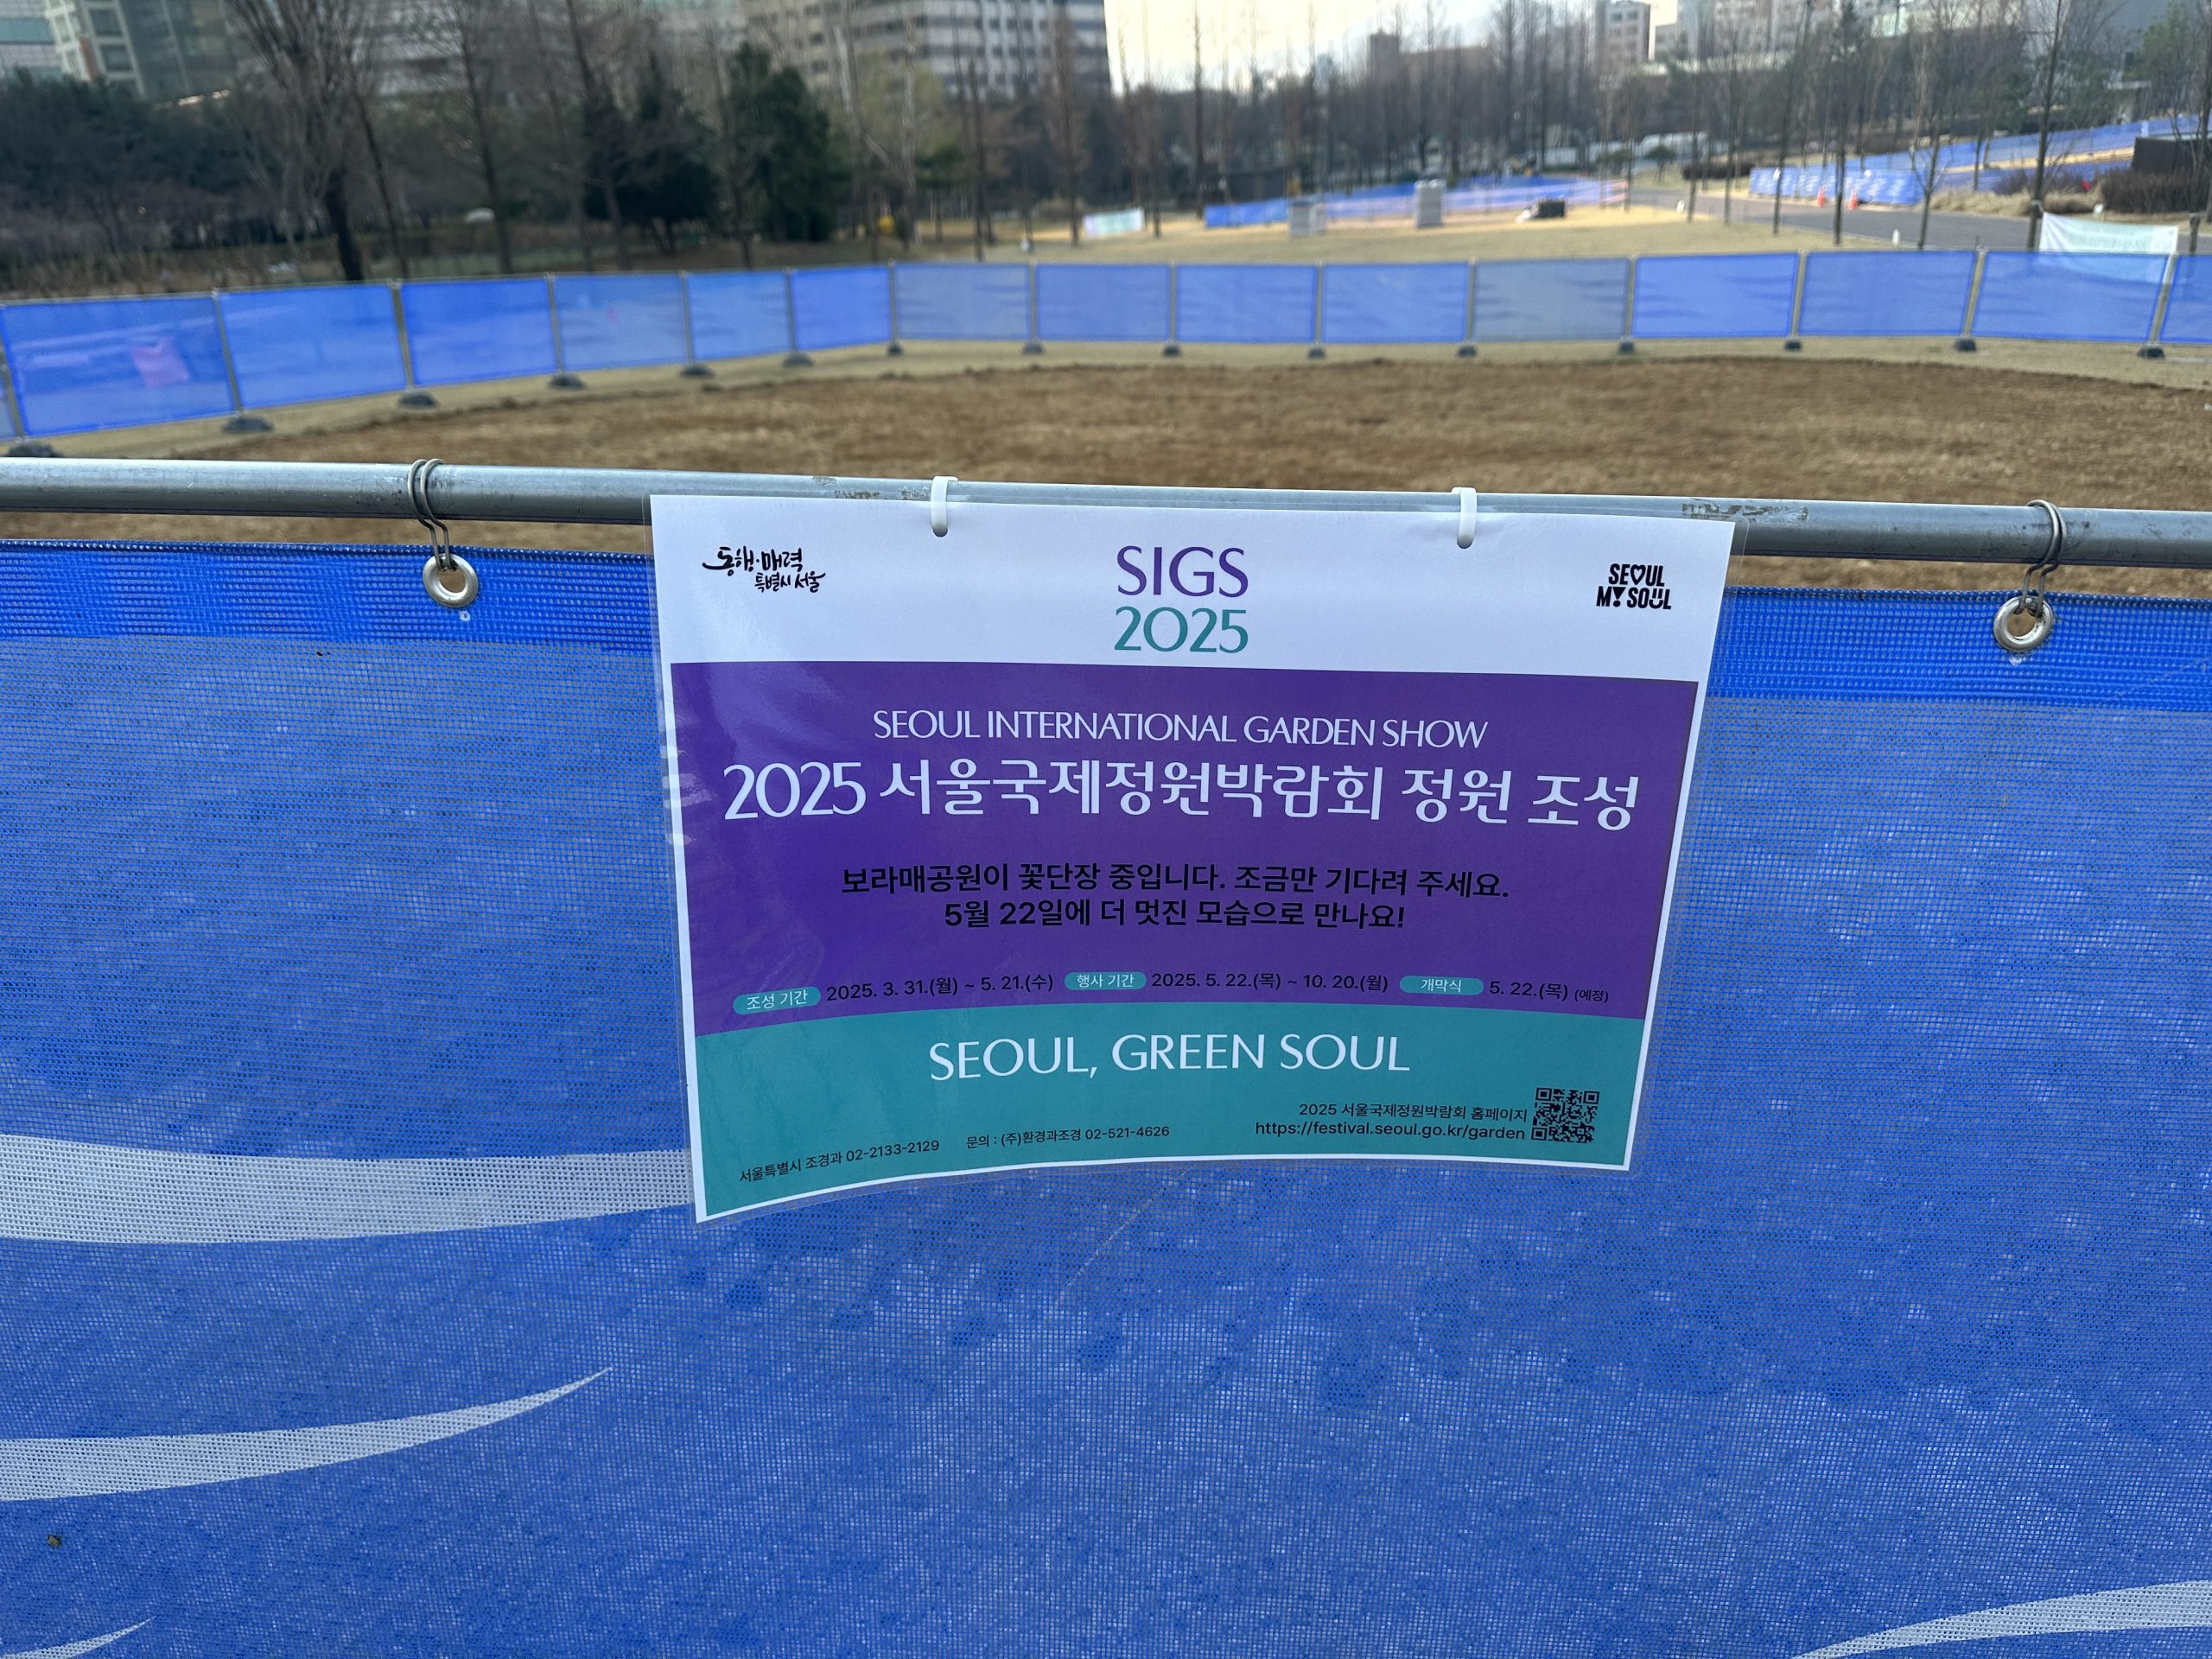 동행·매력
특별시 서울
SIGS
2025
SEOUL
MY SOUL
SEOUL INTERNATIONAL GARDEN SHOW
2025 서울국제정원박람회 정원 조성
보라매공원이 꽃단장 중입니다. 조금만 기다려 주세요.
5월 22일에 더 멋진 모습으로 만나요!
조성 기간 2025. 3. 31.(월) ~ 5. 21.(수) 행사 기간 2025. 5. 22.(목) ~ 10. 20.(월) 개막식 5. 22.(목) (예정)
SEOUL, GREEN SOUL
2025 서울국제정원박람회 홈페이지
https://festival.seoul.go.kr/garden
서울특별시 조경과 02-2133-2129 문의 : (주)환경과조경 02-521-4626